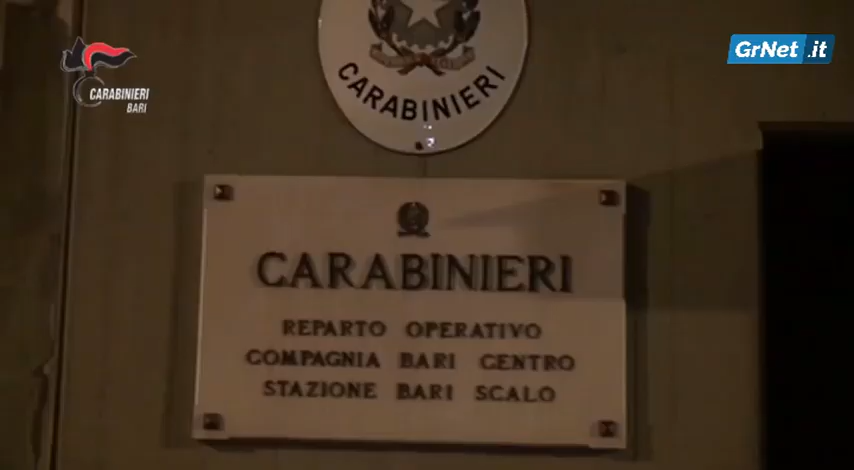 CARABINIERI
GrNet.it
CARABINIERI
BARI
CARABINIERI
REPARTO OPERATIVO
COMPAGNIA BARI CENTRO
STAZIONE BARI SCALO